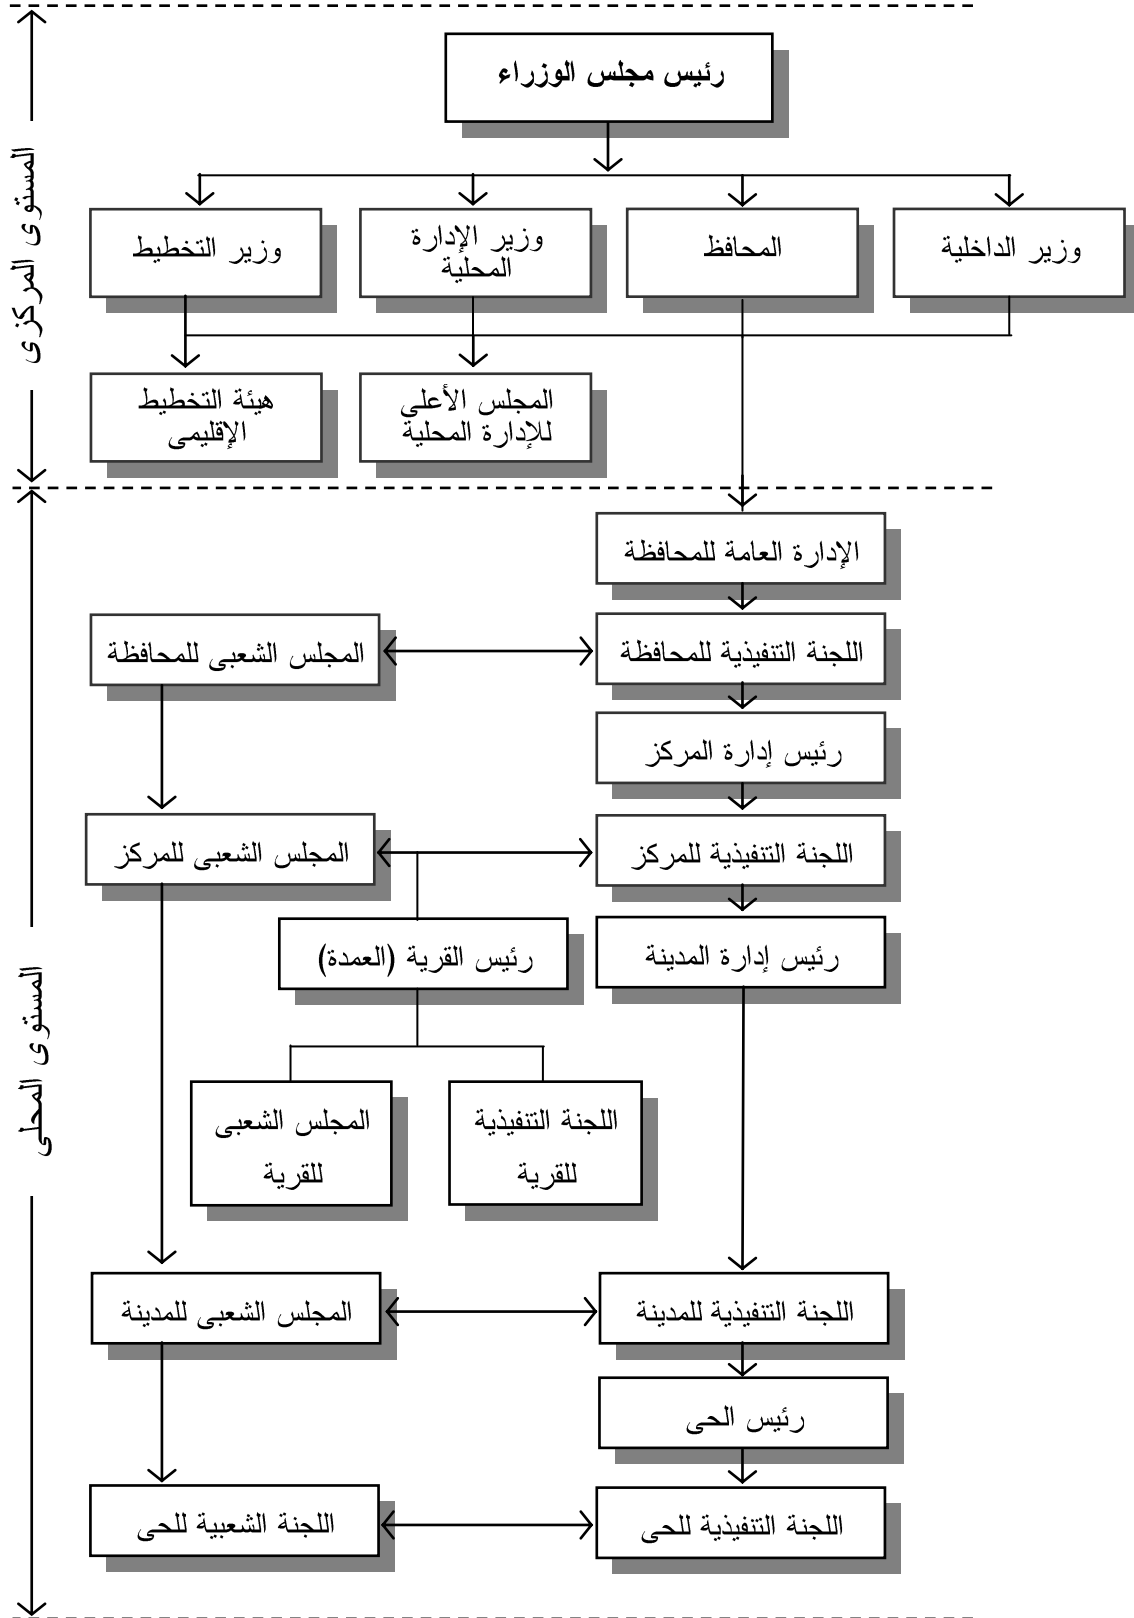 رئيس مجلس الوزراء
وزير الداخلية
المحافظ
وزير الإدارة
المحلية
وزير التخطيط
المجلس الأعلى
للإدارة المحلية
هيئة التخطيط
الإقليمى
المستوى المركزى
الإدارة العامة للمحافظة
اللجنة التنفيذية للمحافظة
المجلس الشعبى للمحافظة
رئيس إدارة المركز
اللجنة التنفيذية للمركز
المجلس الشعبى للمركز
رئيس إدارة المدينة
رئيس القرية (العمدة)
اللجنة التنفيذية
للقرية
المجلس الشعبى
للقرية
المستوى المحلى
اللجنة التنفيذية للمدينة
المجلس الشعبى للمدينة
رئيس الحى
اللجنة التنفيذية للحى
اللجنة الشعبية للحى